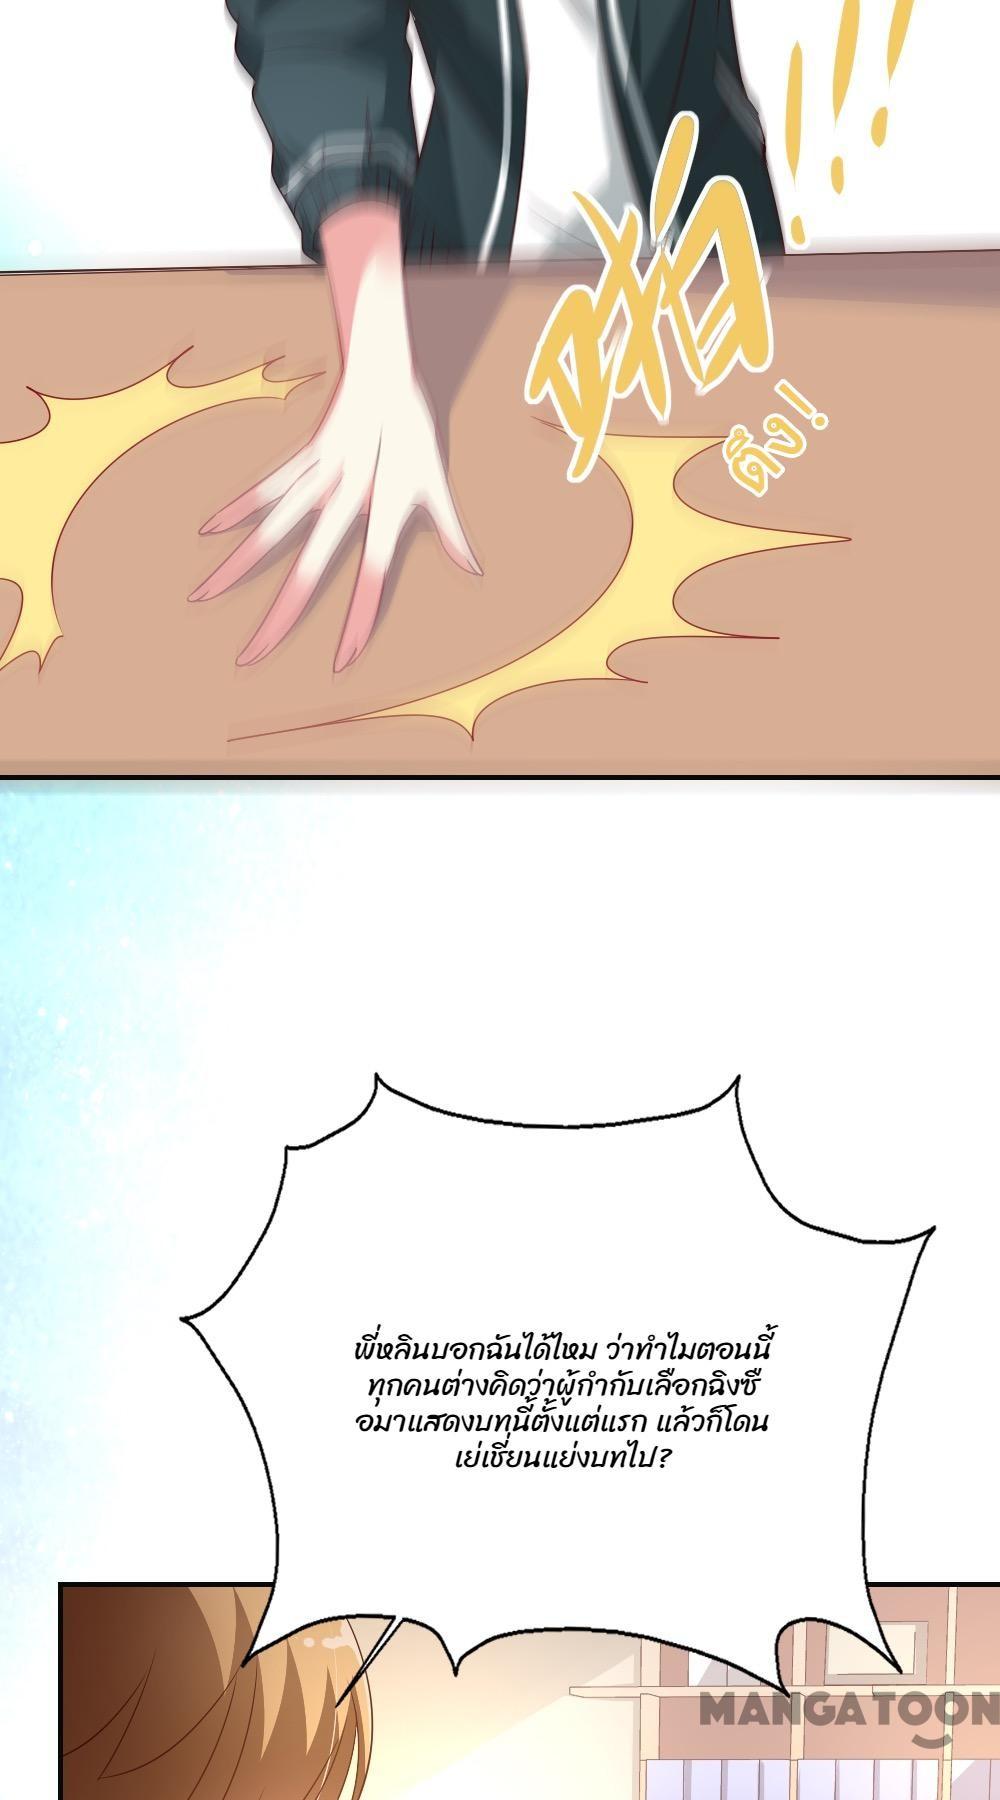 啪!!!
ตึง!
พี่หลินบอกฉันได้ไหม ว่าทำไมตอนนี้
ทุกคนต่างคิดว่าผู้กำกับเลือกฉิงซื
อมาแสดงบทนี้ตั้งแต่แรก แล้วก็โดน
เย่เชี่ยนแย่งบทไป?
MANGATOON